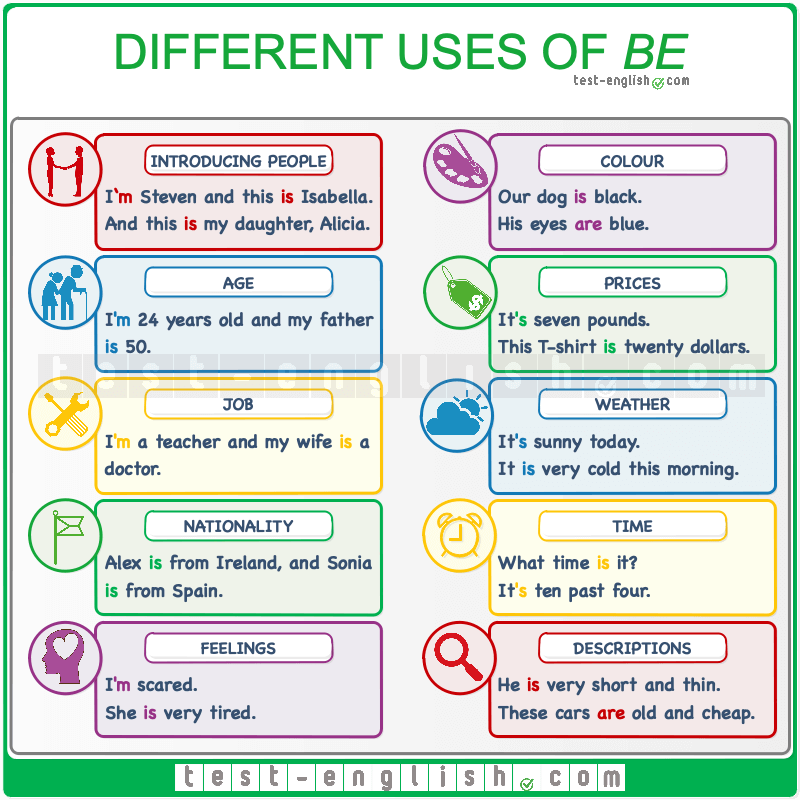 DIFFERENT USES OF BE
test-english.com
INTRODUCING PEOPLE
I'm Steven and this is Isabella.
And this is my daughter, Alicia.
AGE
I'm 24 years old and my father
is 50.
JOB
I'm a teacher and my wife is a
doctor.
NATIONALITY
Alex is from Ireland, and Sonia
is from Spain.
FEELINGS
I'm scared.
She is very tired.
COLOUR
Our dog is black.
His eyes are blue.
PRICES
It's seven pounds.
This T-shirt is twenty dollars.
WEATHER
It's sunny today.
It is very cold this morning.
TIME
What time is it?
It's ten past four.
DESCRIPTIONS
He is very short and thin.
These cars are old and cheap.
test-english.com
test-english.com